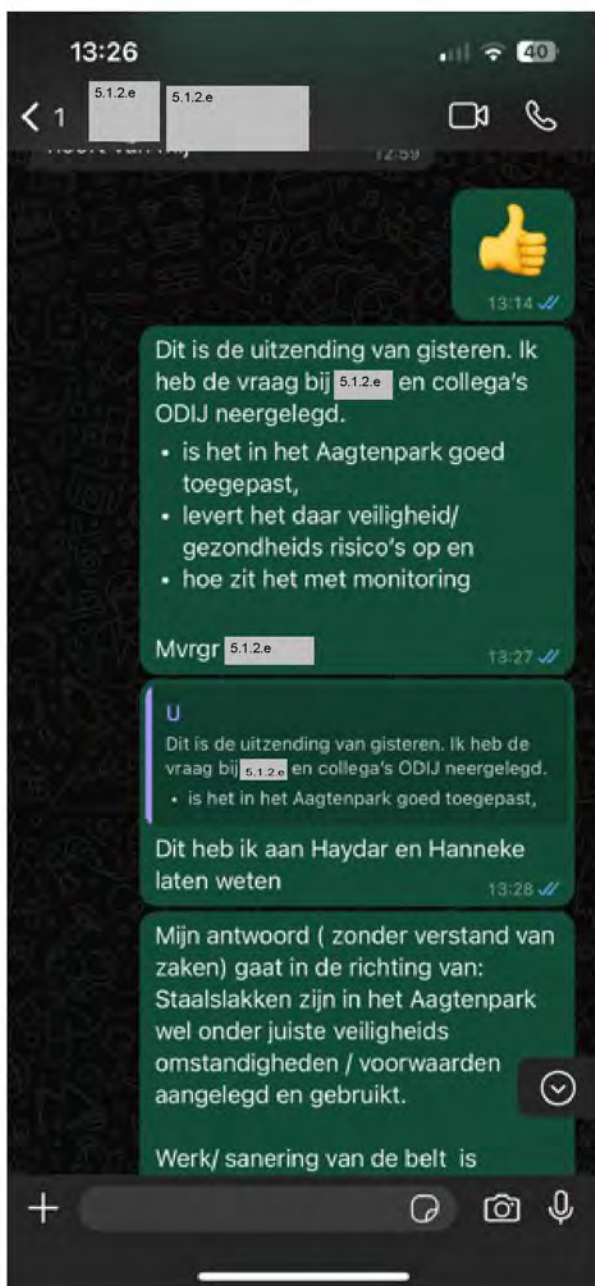 13:26
40
1
5.1.2.e
5.1.2.e
12:59
13:14
Dit is de uitzending van gisteren. Ik
heb de vraag bij 5.1.2.e en collega's
ODIJ neergelegd.
• is het in het Aagtenpark goed
toegepast,
• levert het daar veiligheid/
gezondheids risico's op en
• hoe zit het met monitoring
Mvrgr 5.1.2.e
13:27
U
Dit is de uitzending van gisteren. Ik heb de
vraag bij 5.1.2.e en collega's ODIJ neergelegd.
• is het in het Aagtenpark goed toegepast,
Dit heb ik aan Haydar en Hanneke
laten weten
13:28
Mijn antwoord ( zonder verstand van
zaken) gaat in de richting van:
Staalslakken zijn in het Aagtenpark
wel onder juiste veiligheids
omstandigheden / voorwaarden
aangelegd en gebruikt.
Werk/ sanering van de belt is